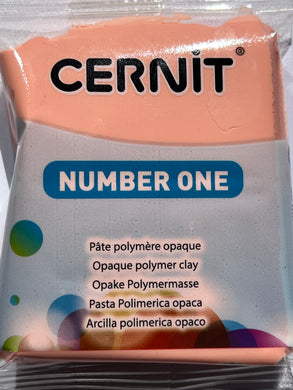 CERNIT®
NUMBER ONE
Pâte polymère opaque
Opaque polymer clay
Opake Polymermasse
Pasta Polimerica opaca
Arcilla polimerica opaco